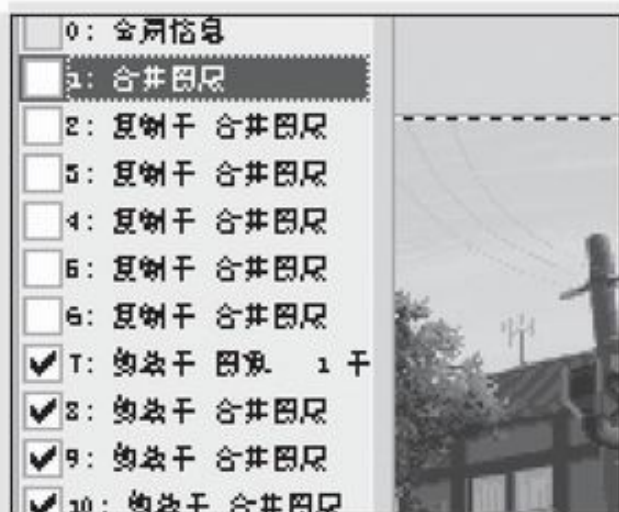 0: 全局信息
1: 合并图层
2: 复制于 合并图层
3: 复制于 合并图层
4: 复制于 合并图层
5: 复制于 合并图层
6: 复制于 合并图层
7: 图象 1 于
8: 合并图层
9: 合并图层
10: 合并图层